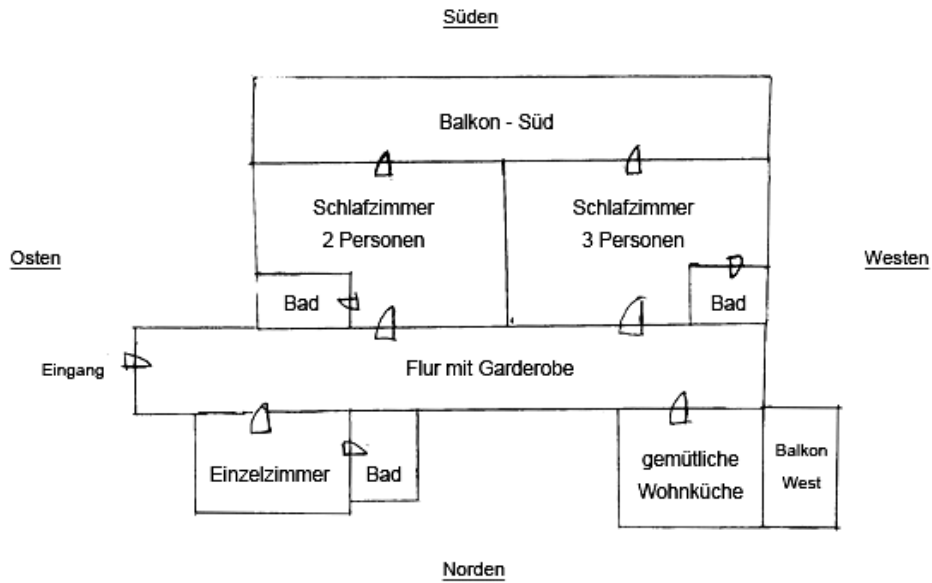 Süden
Balkon - Süd
Schlafzimmer
2 Personen
Schlafzimmer
3 Personen
Osten
Westen
Bad
Bad
Eingang
Flur mit Garderobe
Einzelzimmer
Bad
gemütliche
Wohnküche
Balkon
West
Norden